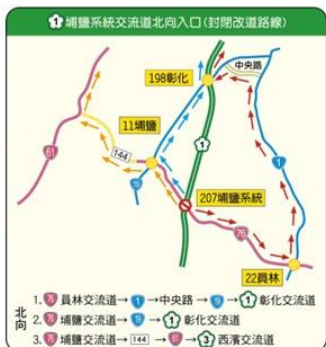 1 埔鹽系統交流道北向入口(封閉改道路線)
198彰化
中央路
11埔鹽
61
144
1
19
1
207埔鹽系統
76
22員林
北向
1. 76 員林交流道→1→中央路→19→1 彰化交流道
2. 76 埔鹽交流道→19→1 彰化交流道
3. 76 埔鹽交流道→144→61→3 西濱交流道